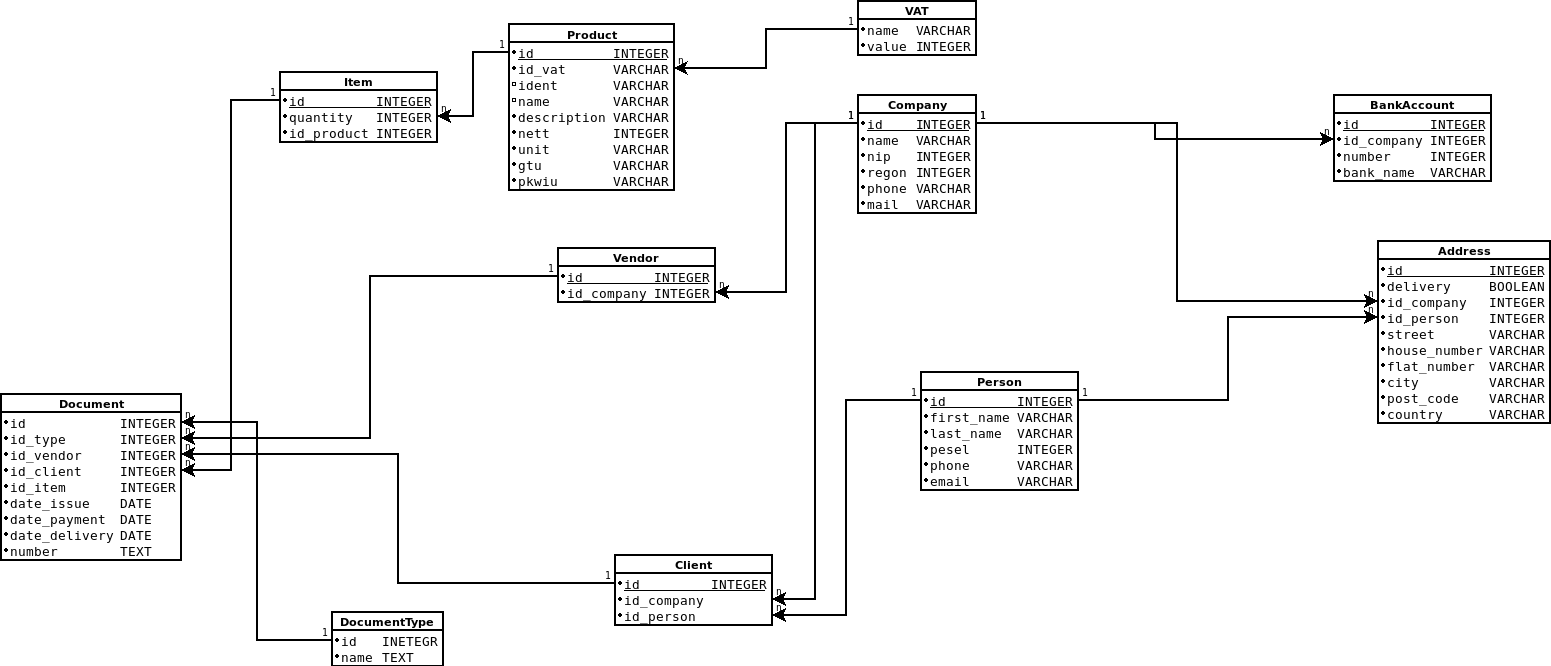 VAT
name VARCHAR
value INTEGER
Product
id INTEGER
id_vat VARCHAR
ident VARCHAR
name VARCHAR
description VARCHAR
nett INTEGER
unit VARCHAR
gtu VARCHAR
pkwiu VARCHAR
Item
id INTEGER
quantity INTEGER
id_product INTEGER
Company
id INTEGER
name VARCHAR
nip INTEGER
regon INTEGER
phone VARCHAR
mail VARCHAR
BankAccount
id INTEGER
id_company INTEGER
number INTEGER
bank_name VARCHAR
Vendor
id INTEGER
id_company INTEGER
Address
id INTEGER
delivery BOOLEAN
id_company INTEGER
id_person INTEGER
street VARCHAR
house_number VARCHAR
flat_number VARCHAR
city VARCHAR
post_code VARCHAR
country VARCHAR
Person
id INTEGER
first_name VARCHAR
last_name VARCHAR
pesel INTEGER
phone VARCHAR
email VARCHAR
Document
id INTEGER
id_type INTEGER
id_vendor INTEGER
id_client INTEGER
id_item INTEGER
date_issue DATE
date_payment DATE
date_delivery DATE
number TEXT
Client
id INTEGER
id_company
id_person
DocumentType
id INETEGR
name TEXT
1
n
1
n
1
n
1
n
1
n
1
n
1
n
1
n
1
n
n
1
n